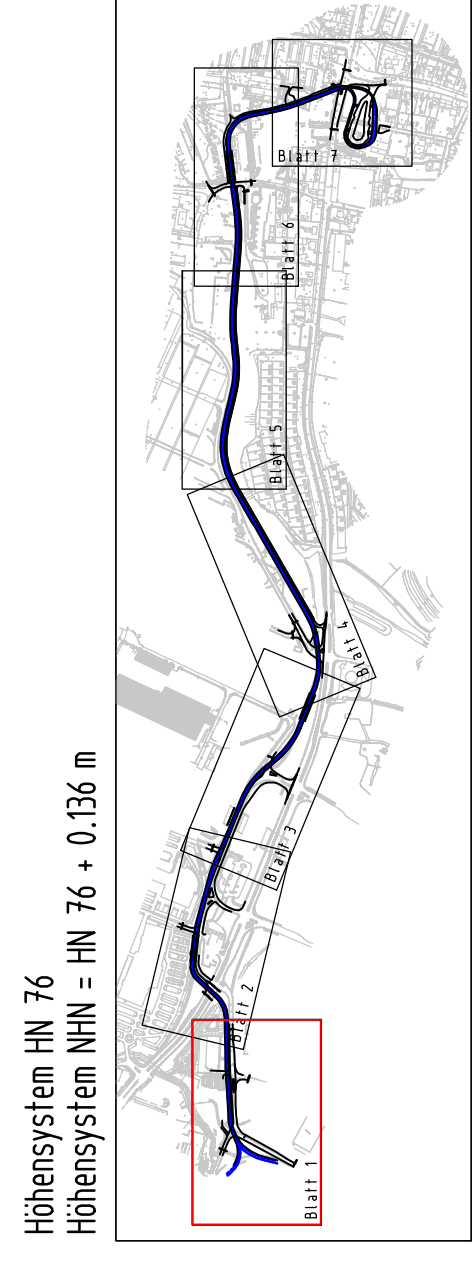 Höhensystem HN 76
Höhensystem NHN = HN 76 + 0.136 m
Blatt 1
Blatt 2
Blatt 3
Blatt 4
Blatt 5
Blatt 6
Blatt 7